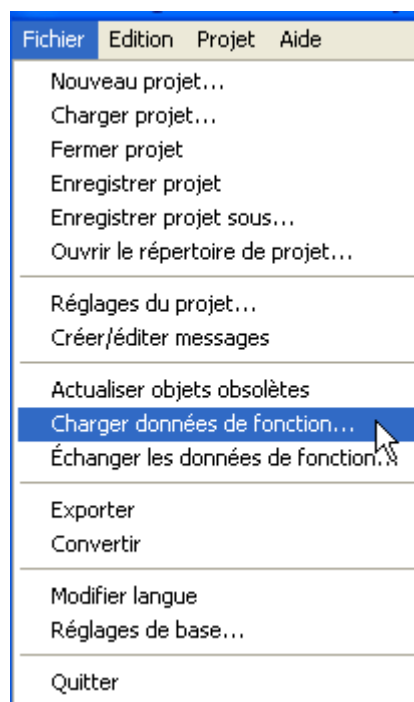 Fichier Edition Projet Aide
Nouveau projet...
Charger projet...
Fermer projet
Enregistrer projet
Enregistrer projet sous...
Ouvrir le répertoire de projet...
Réglages du projet...
Créer/éditer messages
Actualiser objets obsolètes
Charger données de fonction...
Échanger les données de fonction...
Exporter
Convertir
Modifier langue
Réglages de base...
Quitter